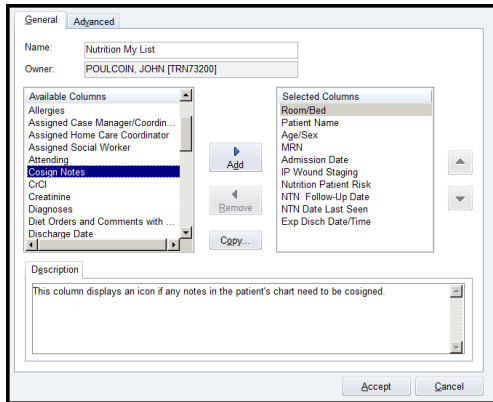 General Advanced
Name: Nutrition My List
Owner: POULCOIN, JOHN [TRN73200]
Available Columns
Allergies
Assigned Case Manager/Coordin...
Assigned Home Care Coordinator
Assigned Social Worker
Attending
Cosign Notes
CrCl
Creatinine
Diagnoses
Diet Orders and Comments with ...
Discharge Date
Add
Remove
Copy...
Selected Columns
Room/Bed
Patient Name
Age/Sex
MRN
Admission Date
IP Wound Staging
Nutrition Patient Risk
NTN Follow-Up Date
NTN Date Last Seen
Exp Disch Date/Time
Description
This column displays an icon if any notes in the patient's chart need to be cosigned.
Accept Cancel